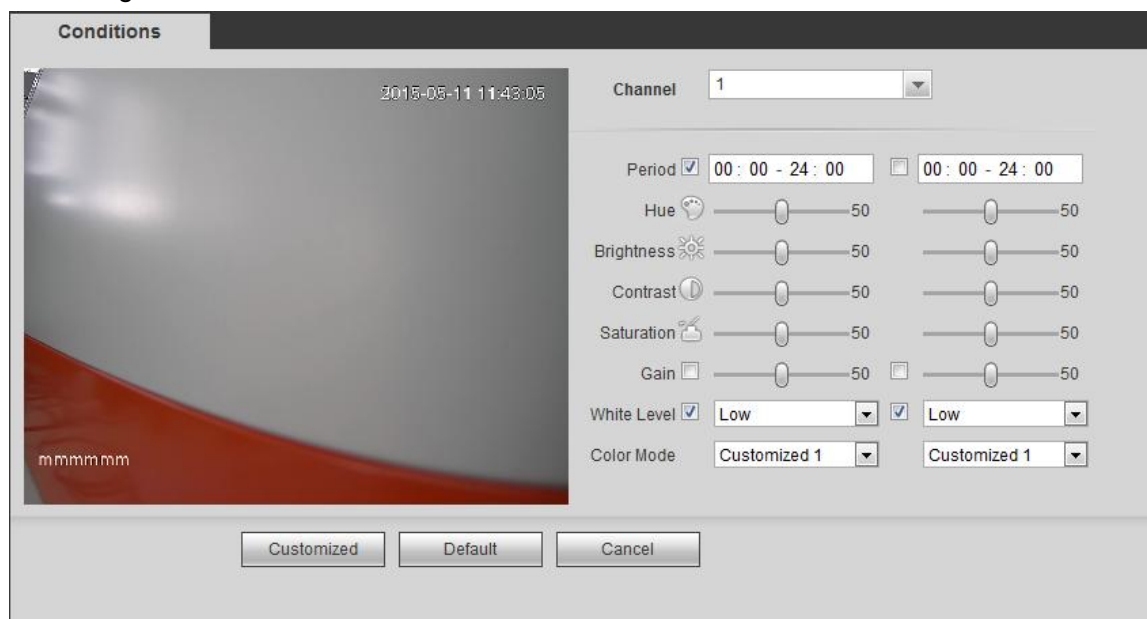 Conditions
2015-05-11 11:43:05
mmmmmm
Channel 1
Period 00 : 00 - 24 : 00 00 : 00 - 24 : 00
Hue 50 50
Brightness 50 50
Contrast 50 50
Saturation 50 50
Gain 50 50
White Level Low Low
Color Mode Customized 1 Customized 1
Customized Default Cancel